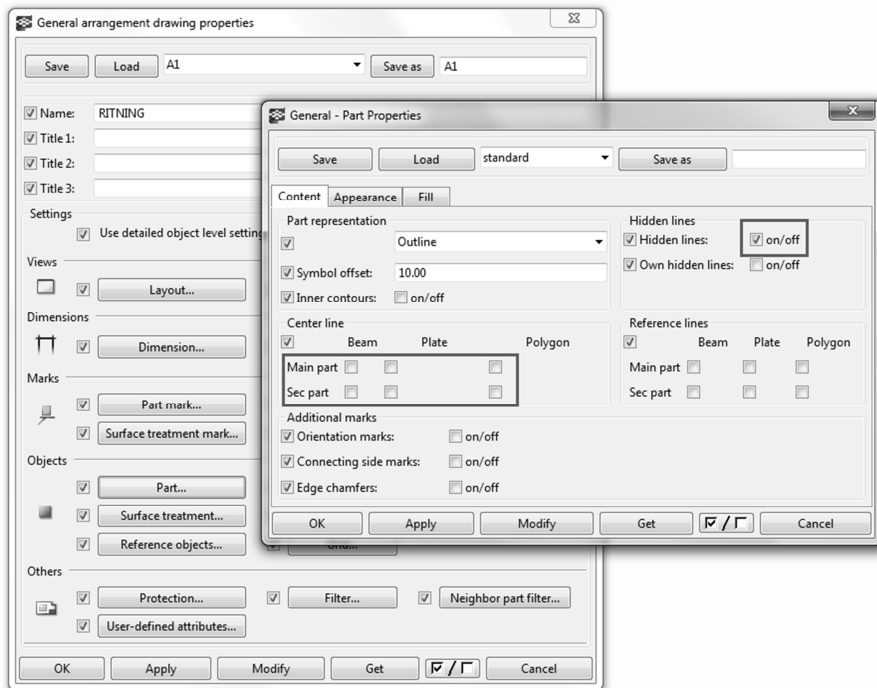 General arrangement drawing properties
Save Load A1 Save as A1
Name: RITNING
Title 1:
Title 2:
Title 3:
Settings
Use detailed object level setting
Views
Layout...
Dimensions
Dimension...
Marks
Part mark...
Surface treatment mark...
Objects
Part...
Surface treatment...
Reference objects...
Others
Protection... Filter... Neighbor part filter...
User-defined attributes...
OK Apply Modify Get / Cancel
General - Part Properties
Save Load standard Save as
Content Appearance Fill
Part representation
Outline
Symbol offset: 10.00
Inner contours: on/off
Hidden lines
Hidden lines: on/off
Own hidden lines: on/off
Center line
Beam Plate Polygon
Main part
Sec part
Reference lines
Beam Plate Polygon
Main part
Sec part
Additional marks
Orientation marks: on/off
Connecting side marks: on/off
Edge chamfers: on/off
OK Apply Modify Get / Cancel